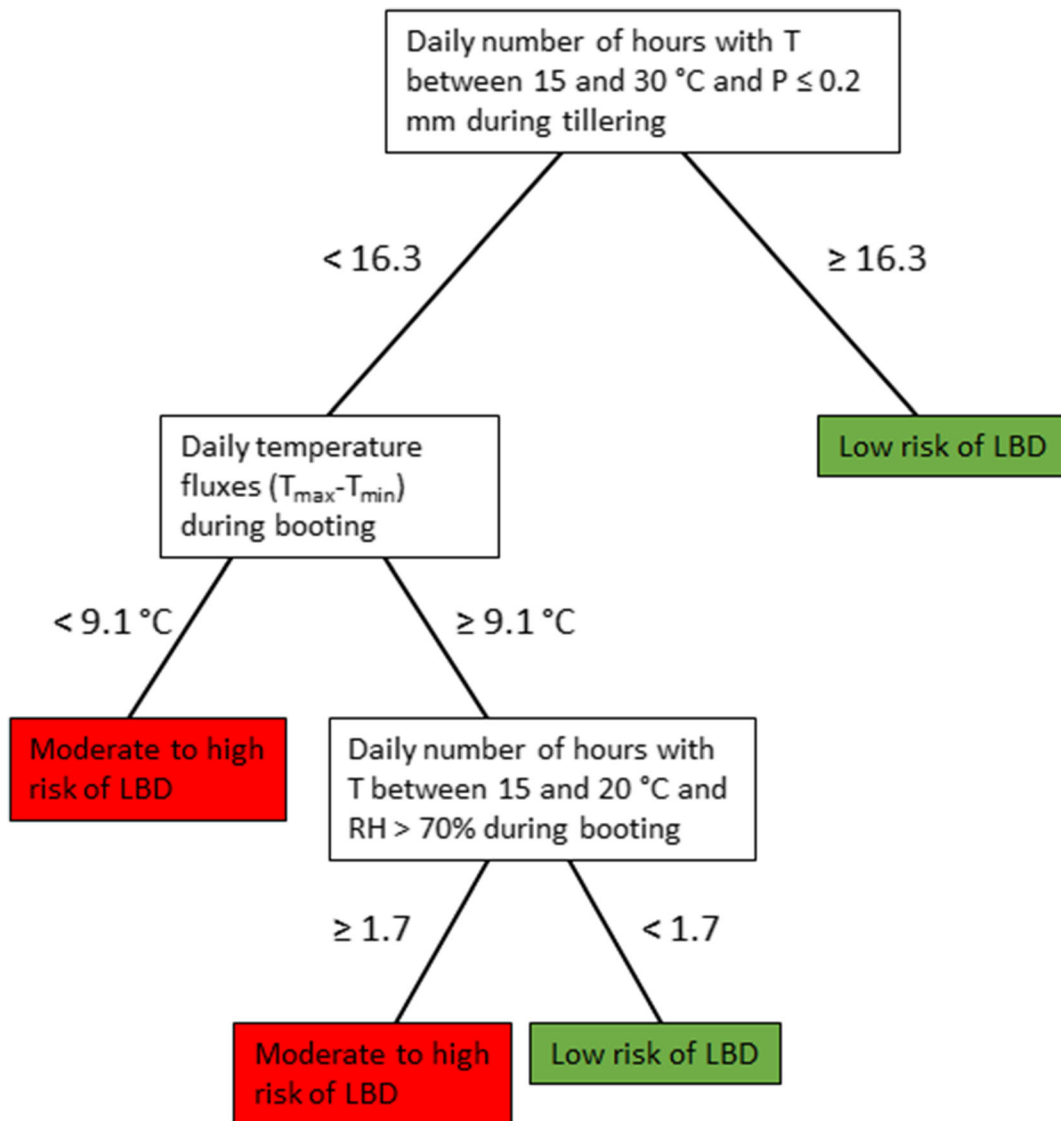 Daily number of hours with T
between 15 and 30 °C and P ≤ 0.2
mm during tillering
< 16.3
≥ 16.3
Daily temperature
fluxes (Tmax-Tmin)
during booting
Low risk of LBD
< 9.1 °C
≥ 9.1 °C
Moderate to high
risk of LBD
Daily number of hours with
T between 15 and 20 °C and
RH > 70% during booting
≥ 1.7
< 1.7
Moderate to high
risk of LBD
Low risk of LBD